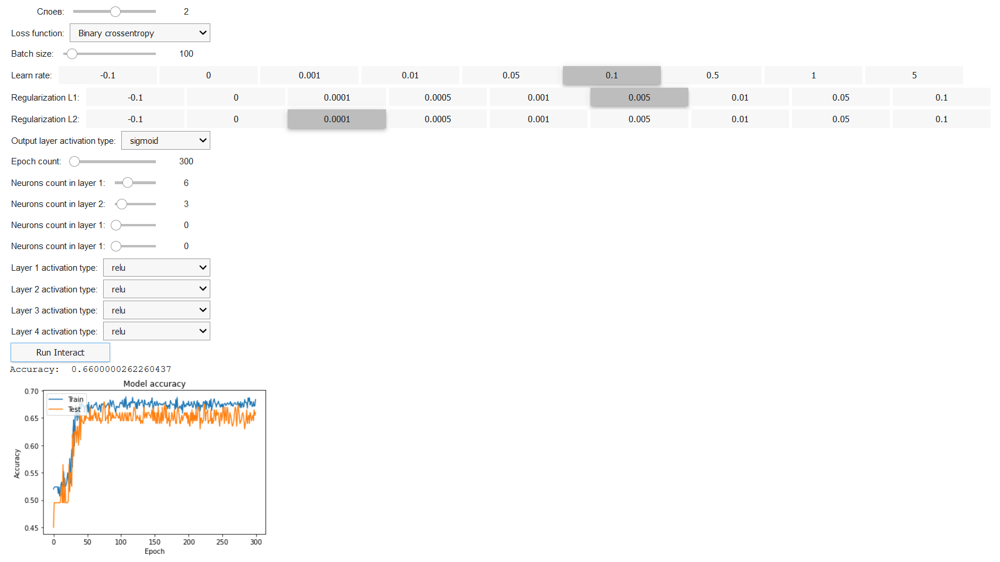 Слоев: 2
Loss function: Binary crossentropy
Batch size: 100
Learn rate: -0.1 0 0.001 0.01 0.05 0.1 0.5 1 5
Regularization L1: -0.1 0 0.0001 0.0005 0.001 0.005 0.01 0.05 0.1
Regularization L2: -0.1 0 0.0001 0.0005 0.001 0.005 0.01 0.05 0.1
Output layer activation type: sigmoid
Epoch count: 300
Neurons count in layer 1: 6
Neurons count in layer 2: 3
Neurons count in layer 1: 0
Neurons count in layer 1: 0
Layer 1 activation type: relu
Layer 2 activation type: relu
Layer 3 activation type: relu
Layer 4 activation type: relu
Run Interact
Accuracy: 0.6600000262260437
Model accuracy
0.70
Train
Test
0.65
0.60
0.55
0.50
0.45
Accuracy
0 50 100 150 200 250 300
Epoch